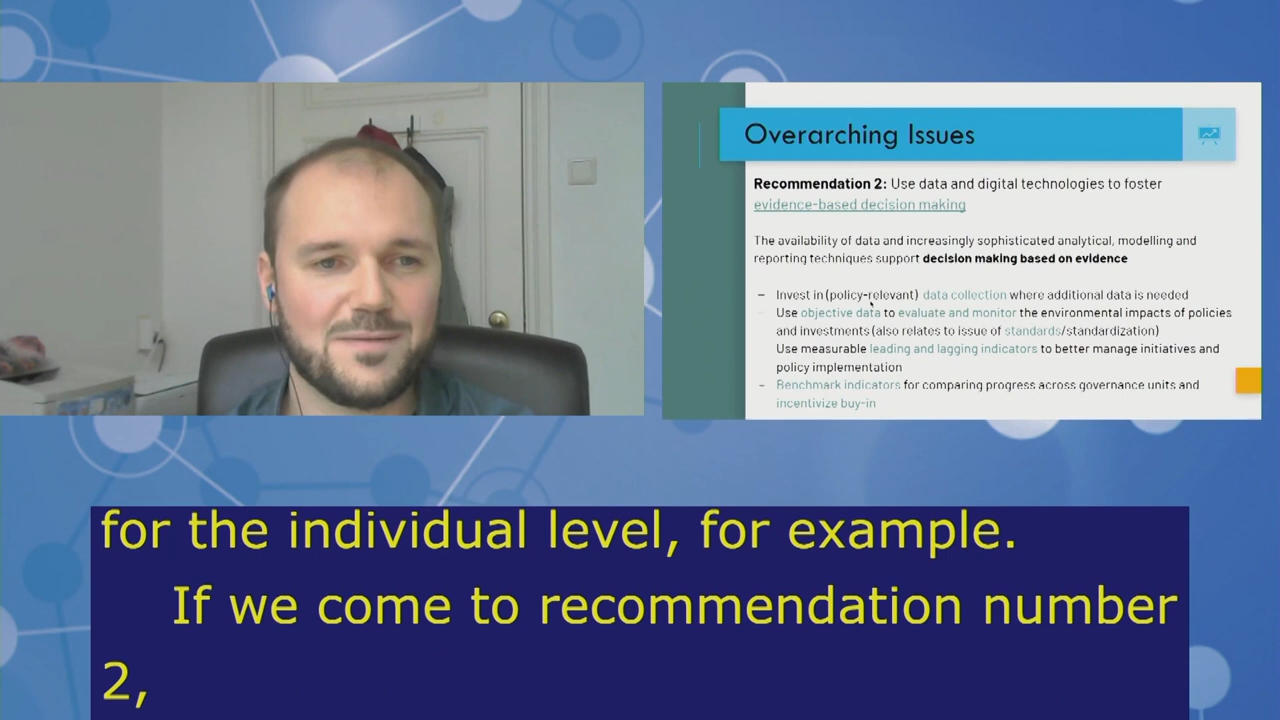 Overarching Issues
Recommendation 2: Use data and digital technologies to foster
evidence-based decision making
The availability of data and increasingly sophisticated analytical, modelling and
reporting techniques support decision making based on evidence
– Invest in (policy-relevant) data collection where additional data is needed
Use objective data to evaluate and monitor the environmental impacts of policies
and investments (also relates to issue of standards/standardization)
Use measurable leading and lagging indicators to better manage initiatives and
policy implementation
– Benchmark indicators for comparing progress across governance units and
incentivize buy-in
for the individual level, for example.
If we come to recommendation number
2,